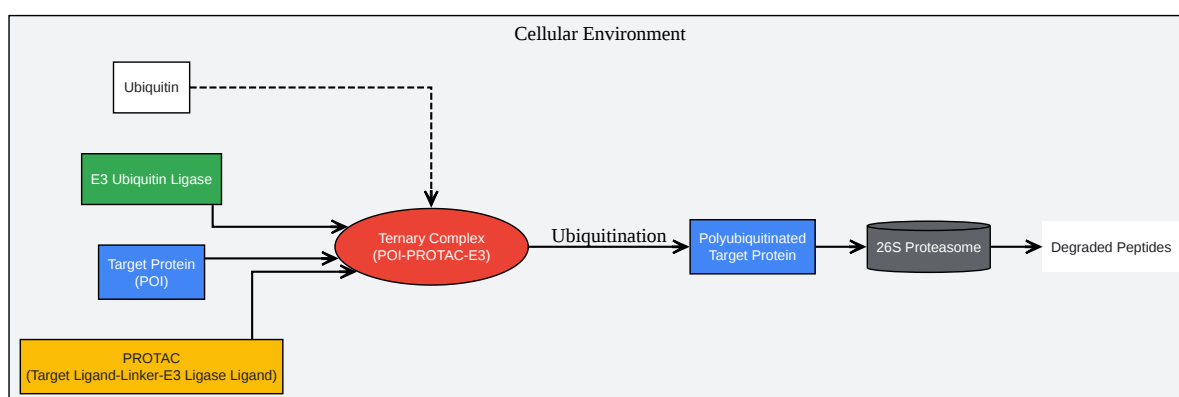 Cellular Environment
Ubiquitin
E3 Ubiquitin Ligase
Target Protein
(POI)
PROTAC
(Target Ligand-Linker-E3 Ligase Ligand)
Ternary Complex
(POI-PROTAC-E3)
Ubiquitination
Polyubiquitinated
Target Protein
26S Proteasome
Degraded Peptides